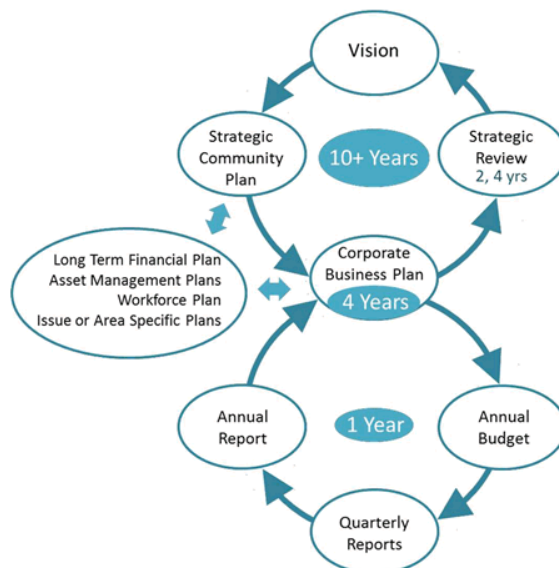 Vision
Strategic
Community
Plan
10+ Years
Strategic
Review
2, 4 yrs
Long Term Financial Plan
Asset Management Plans
Workforce Plan
Issue or Area Specific Plans
Corporate
Business Plan
4 Years
Annual
Report
1 Year
Annual
Budget
Quarterly
Reports